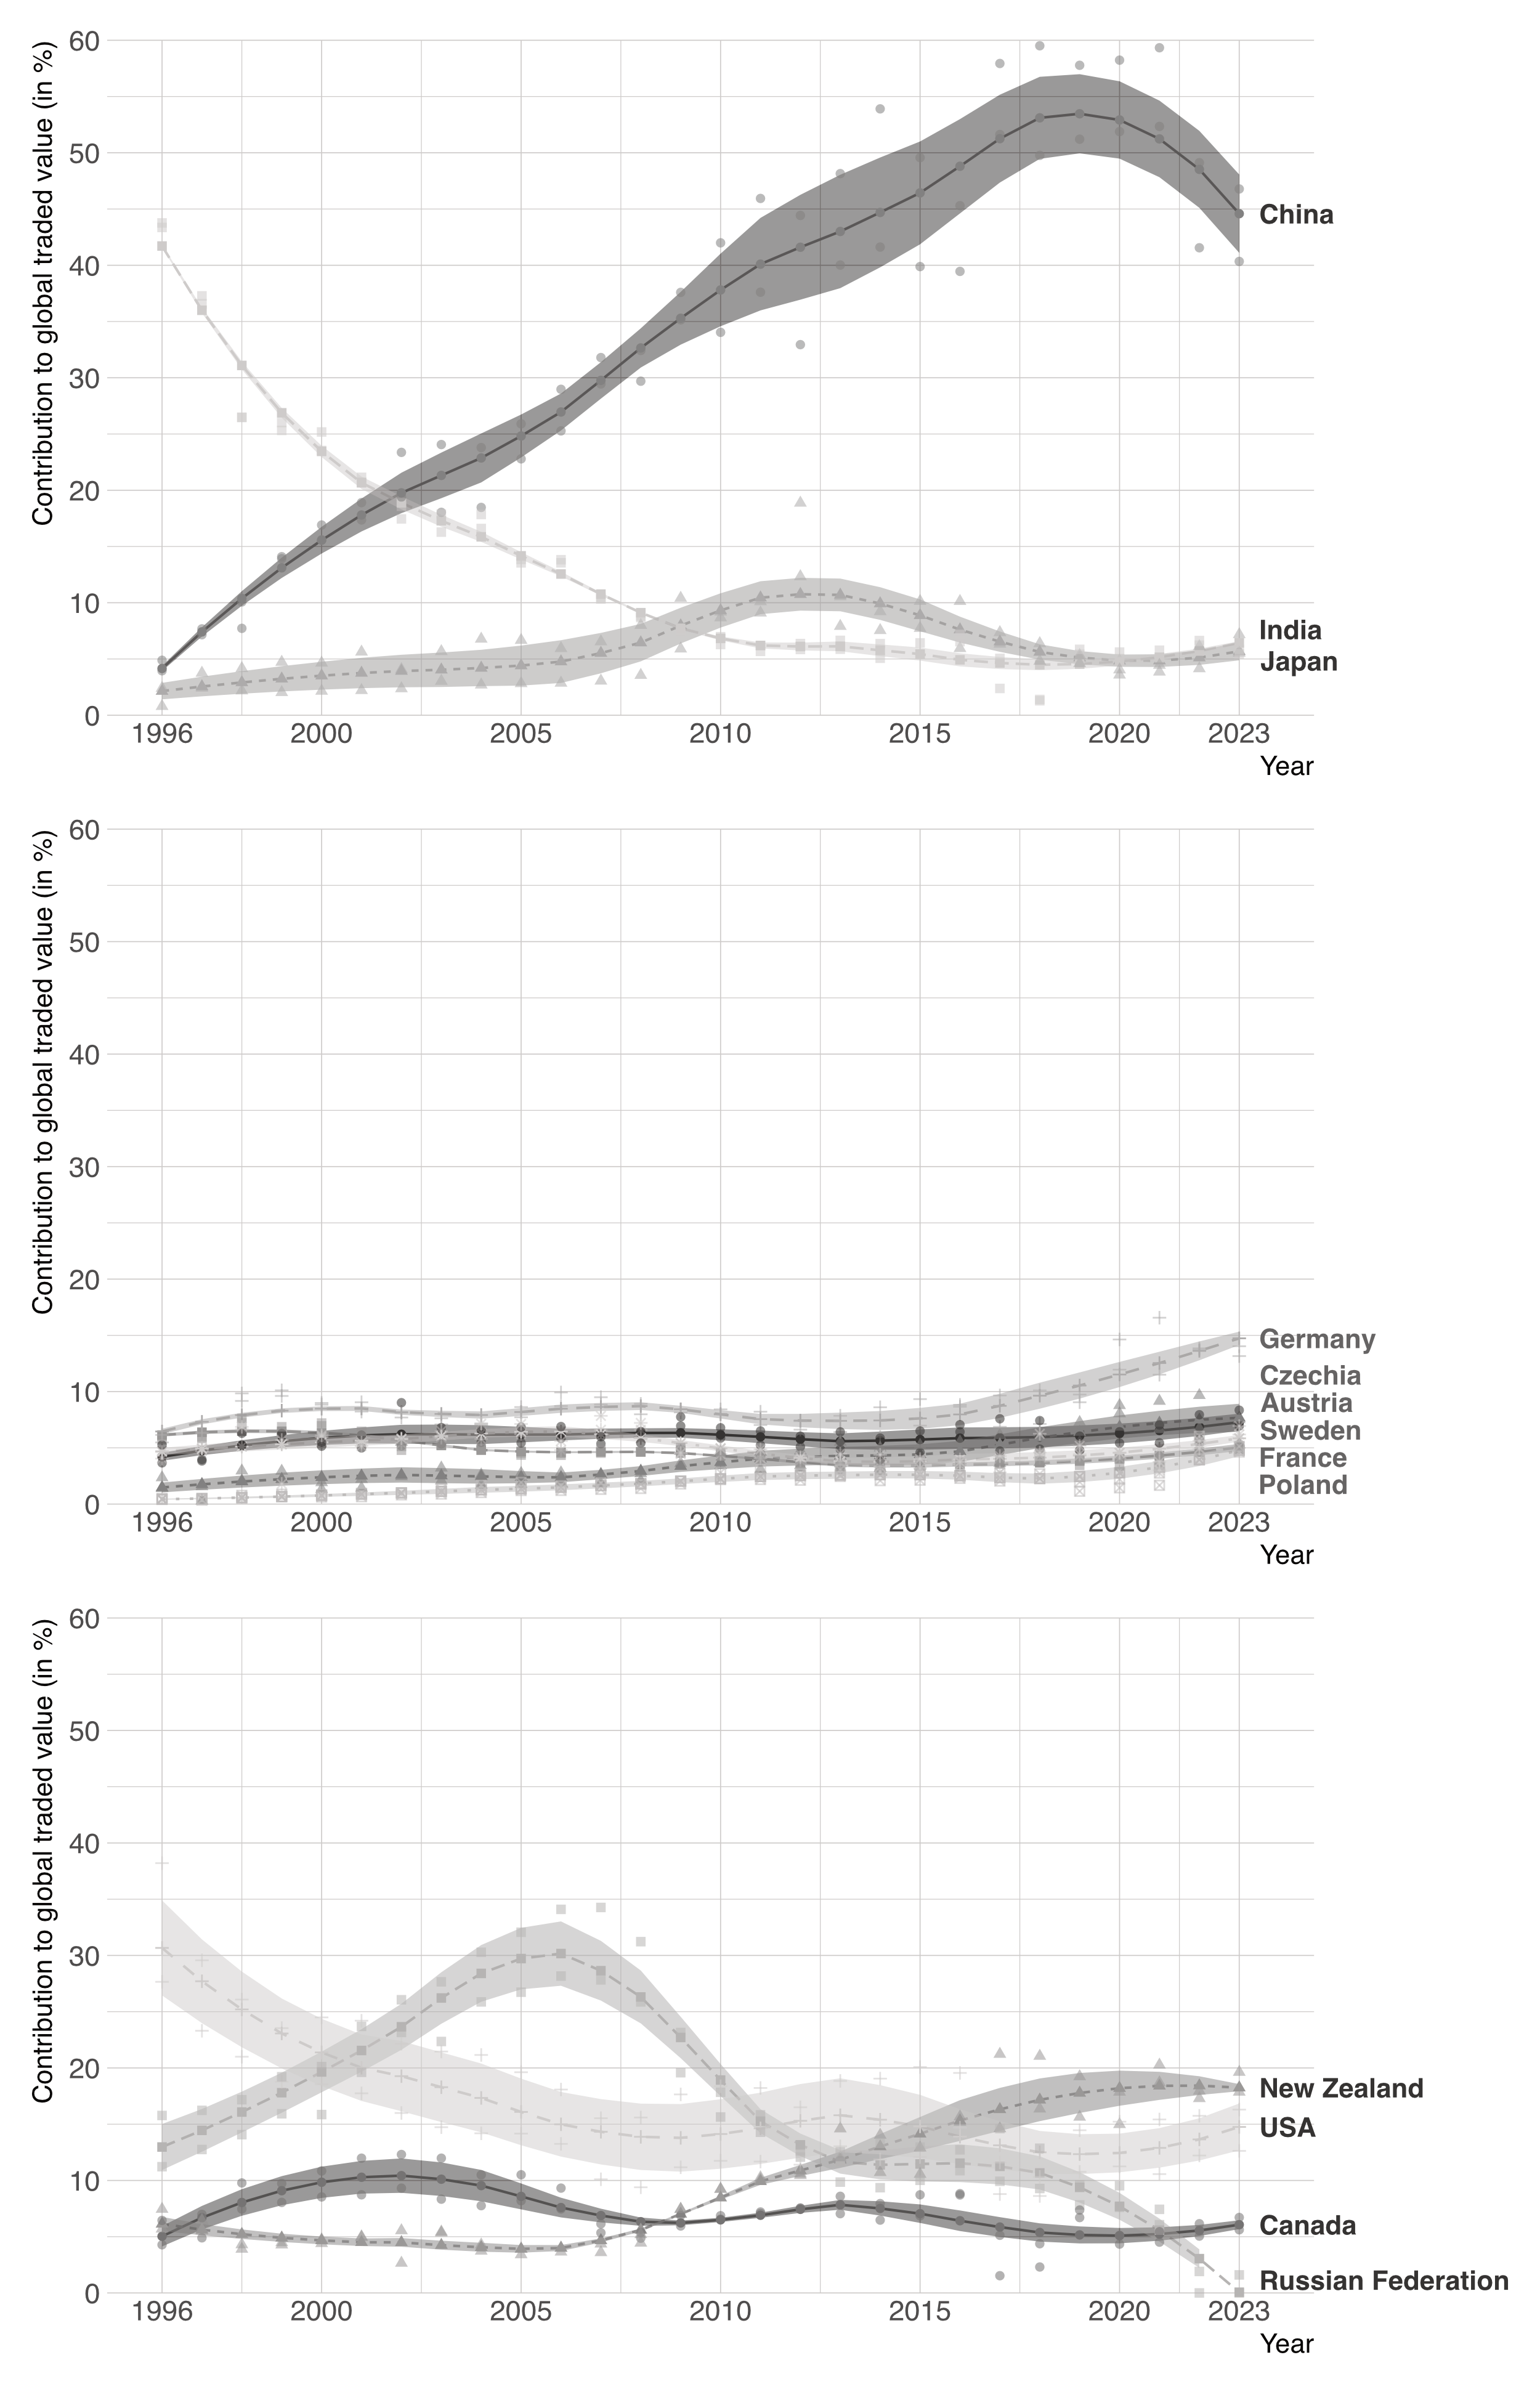 Contribution to global traded value (in %)
60
50
40
30
20
10
0
China
India
Japan
1996 2000 2005 2010 2015 2020 2023
Year
Contribution to global traded value (in %)
60
50
40
30
20
10
0
Germany
Czechia
Austria
Sweden
France
Poland
1996 2000 2005 2010 2015 2020 2023
Year
Contribution to global traded value (in %)
60
50
40
30
20
10
0
New Zealand
USA
Canada
Russian Federation
1996 2000 2005 2010 2015 2020 2023
Year